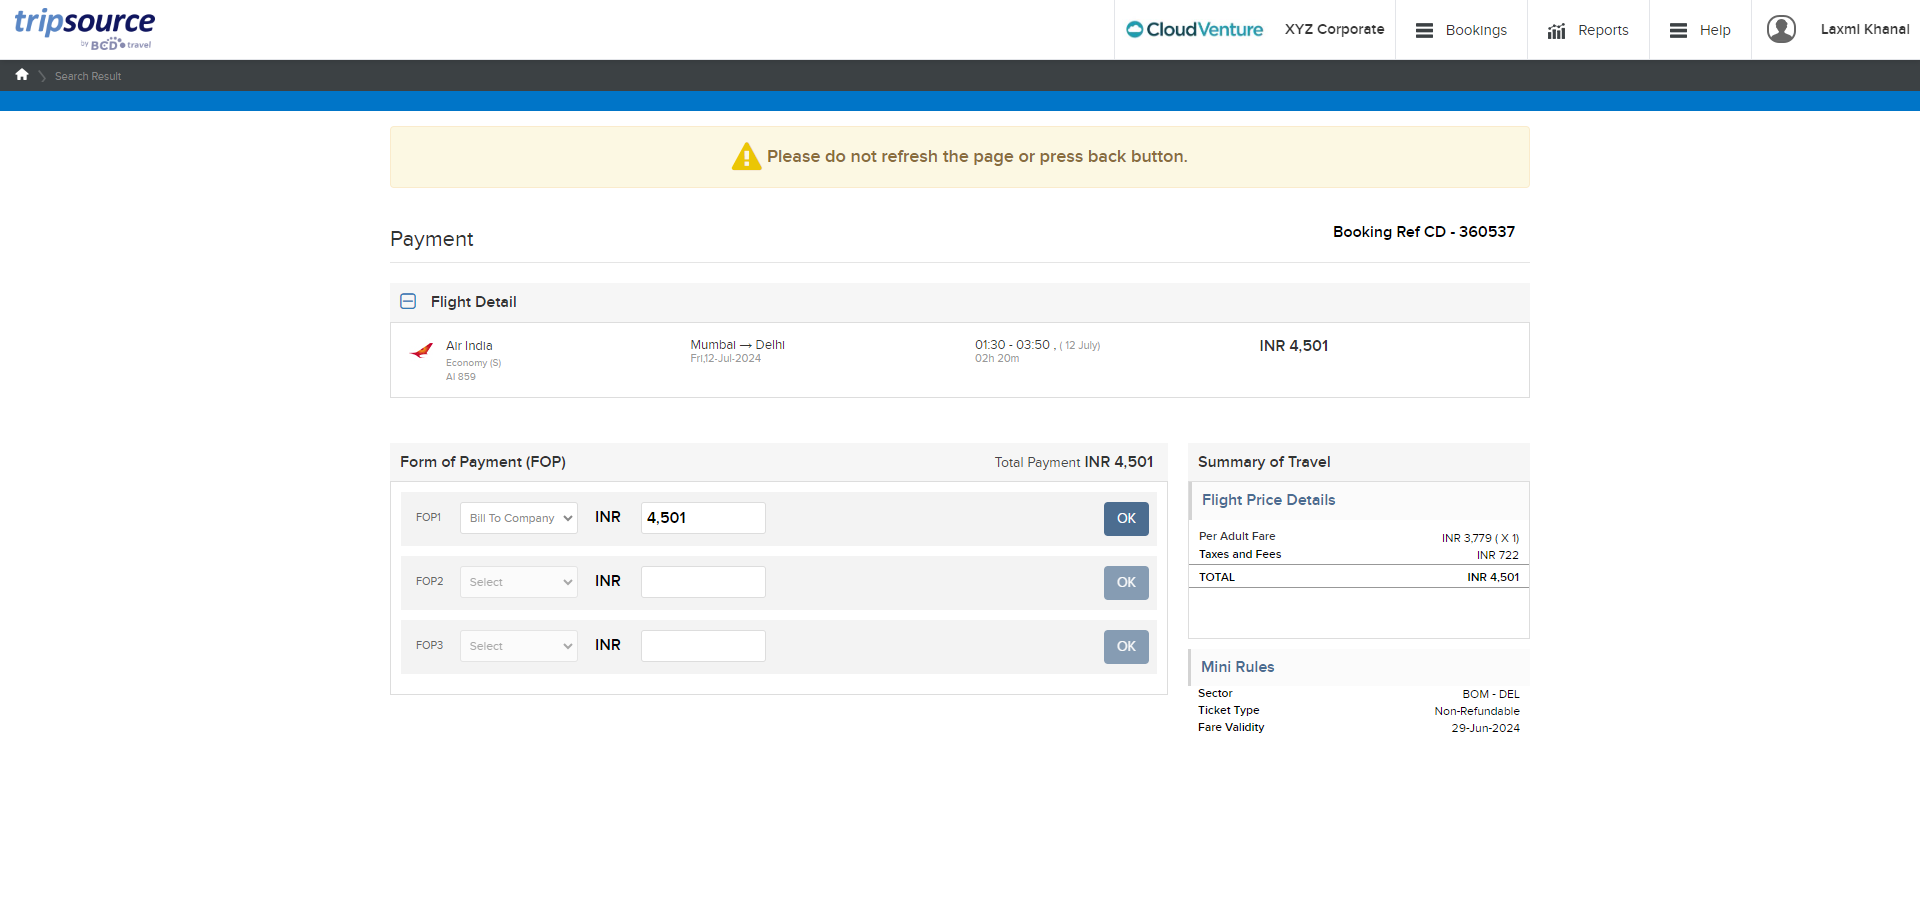 tripsource
by BCD travel
CloudVenture XYZ Corporate Bookings Reports Help Laxmi Khanal
Search Result
Please do not refresh the page or press back button.
Payment
Booking Ref CD - 360537
Flight Detail
Air India
Economy (S)
AI 859
Mumbai → Delhi
Fri,12-Jul-2024
01:30 - 03:50 , ( 12 July)
02h 20m
INR 4,501
Form of Payment (FOP) Total Payment INR 4,501
FOP1 Bill To Company INR 4,501 OK
FOP2 Select INR OK
FOP3 Select INR OK
Summary of Travel
Flight Price Details
Per Adult Fare INR 3,779 ( X 1)
Taxes and Fees INR 722
TOTAL INR 4,501
Mini Rules
Sector BOM - DEL
Ticket Type Non-Refundable
Fare Validity 29-Jun-2024